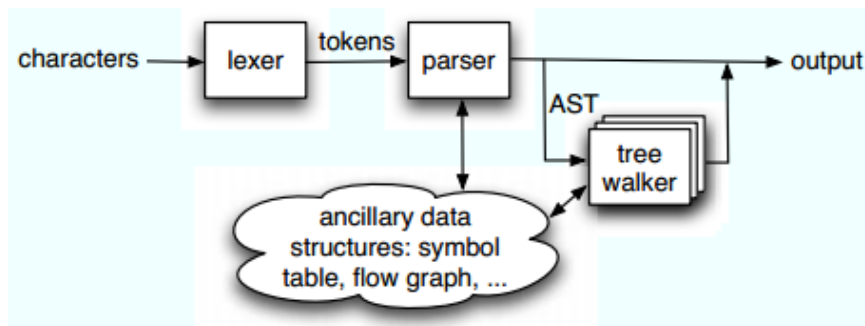 characters
lexer
tokens
parser
output
AST
tree
walker
ancillary data
structures: symbol
table, flow graph, ...